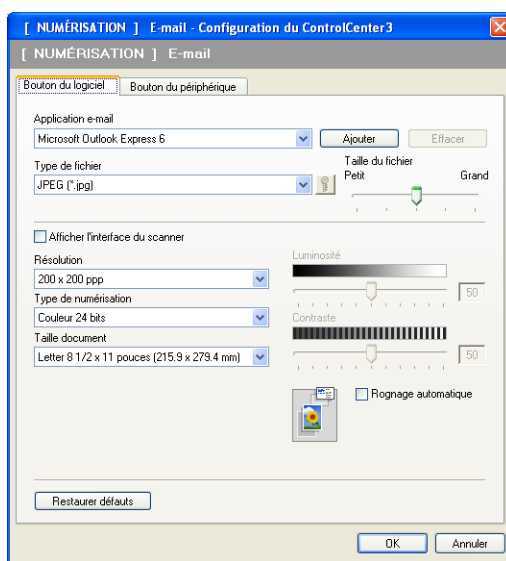 [ NUMÉRISATION ] E-mail - Configuration du ControlCenter3
[ NUMÉRISATION ] E-mail
Bouton du logiciel
Bouton du périphérique
Application e-mail
Microsoft Outlook Express 6
Ajouter
Effacer
Type de fichier
Taille du fichier
Petit
Grand
JPEG (*.jpg)
Afficher l'interface du scanner
Résolution
Luminosité
200 x 200 ppp
50
Type de numérisation
Couleur 24 bits
Contraste
Taille document
Letter 8 1/2 x 11 pouces (215.9 x 279.4 mm)
50
Rognage automatique
Restaurer défauts
OK
Annuler